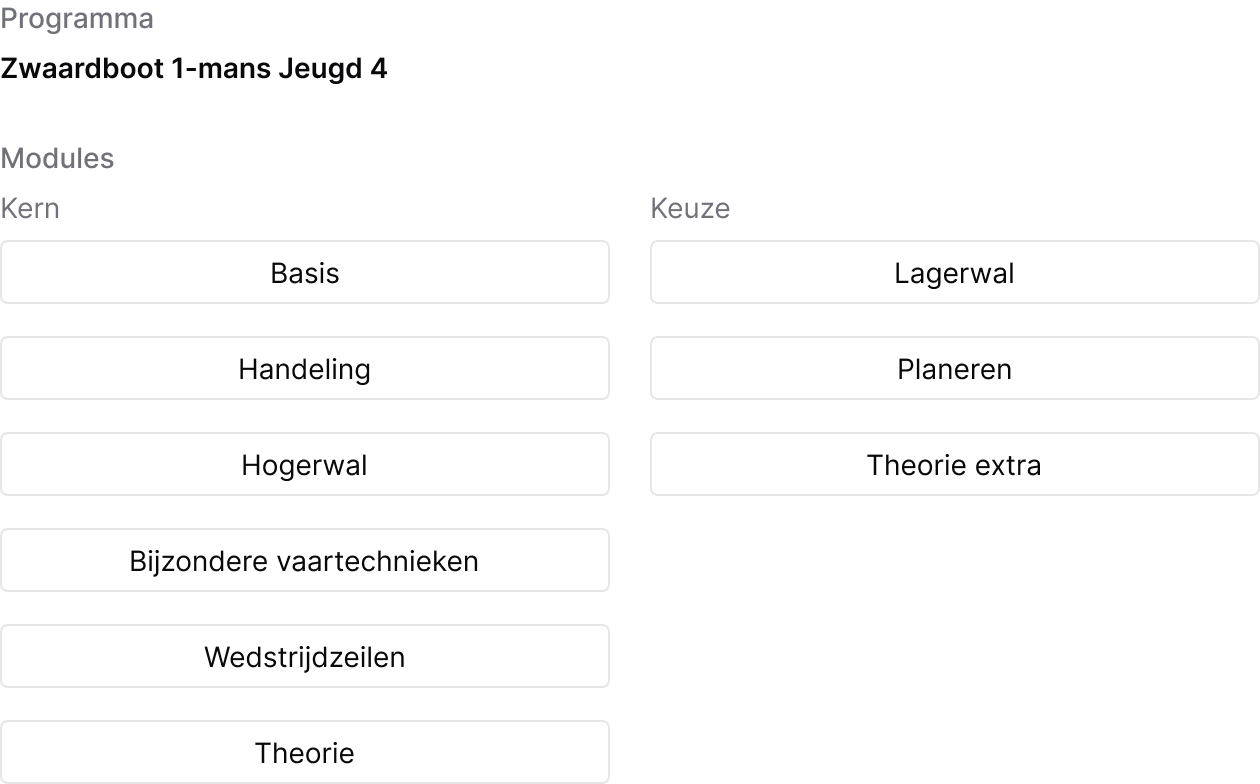 Programma
Zwaardboot 1-mans Jeugd 4
Modules
Kern
Basis
Handeling
Hogerwal
Bijzondere vaartechnieken
Wedstrijdzeilen
Theorie
Keuze
Lagerwal
Planeren
Theorie extra